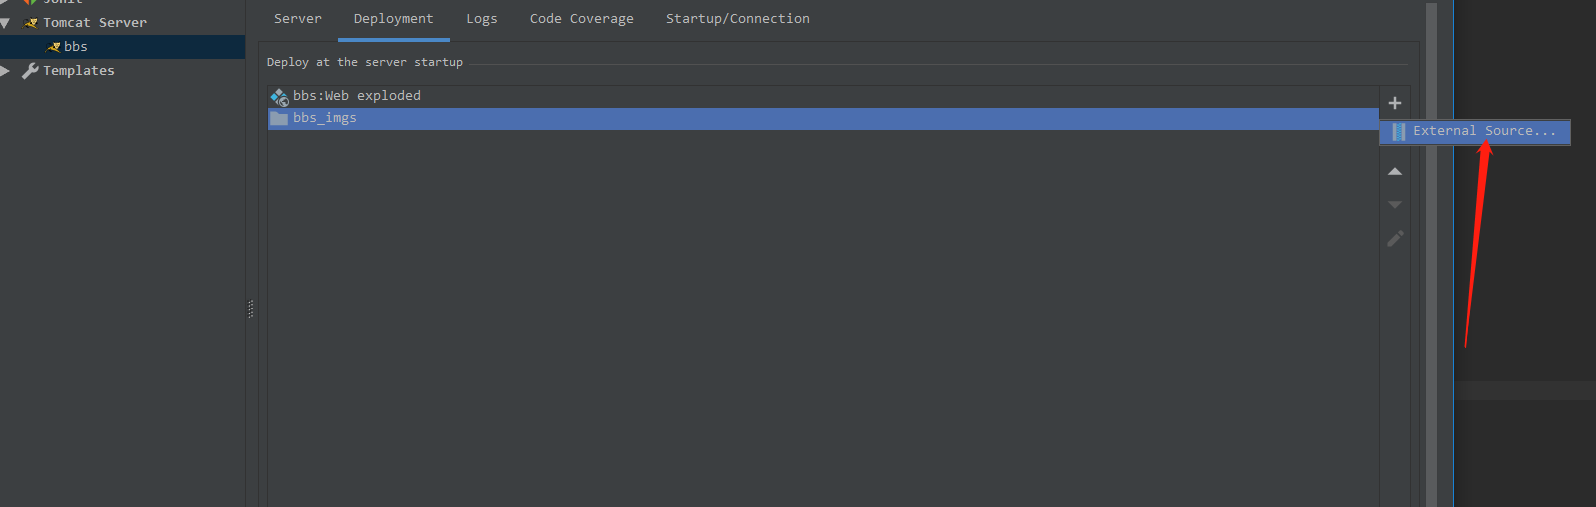 Server Deployment Logs Code Coverage Startup/Connection
Tomcat Server
bbs
Templates
Deploy at the server startup
bbs:Web exploded
bbs_imgs
External Source...